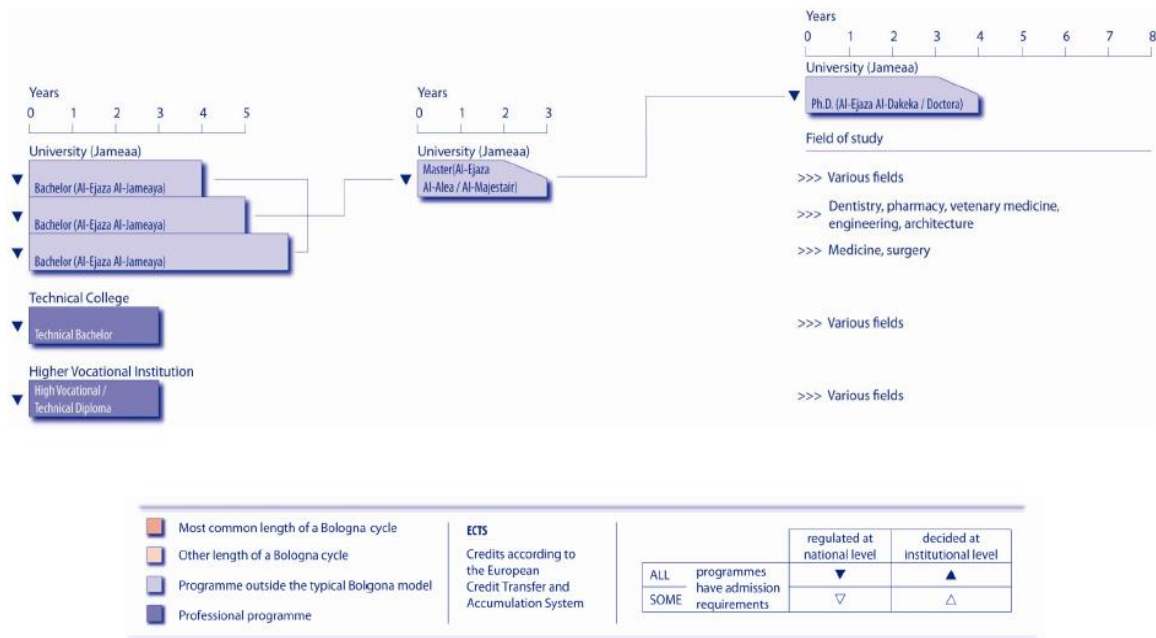 Years
0 1 2 3 4 5 6 7 8
University (Jameaa)
Ph.D. (Al-Ejaza Al-Dakeka / Doctora)
Field of study
Years
0 1 2 3 4 5
Years
0 1 2 3
University (Jameaa)
Bachelor (Al-Ejaza Al-Jameaya)
Bachelor (Al-Ejaza Al-Jameaya)
Bachelor (Al-Ejaza Al-Jameaya)
University (Jameaa)
Master(Al-Ejaza
Al-Alea / Al-Majestair)
>>> Various fields
>>> Dentistry, pharmacy, vetenary medicine,
engineering, architecture
>>> Medicine, surgery
Technical College
Technical Bachelor
>>> Various fields
Higher Vocational Institution
High Vocational /
Technical Diploma
>>> Various fields
Most common length of a Bologna cycle
Other length of a Bologna cycle
Programme outside the typical Bolgona model
Professional programme
ECTS
Credits according to
the European
Credit Transfer and
Accumulation System
regulated at
national level
decided at
institutional level
ALL
SOME
programmes
have admission
requirements